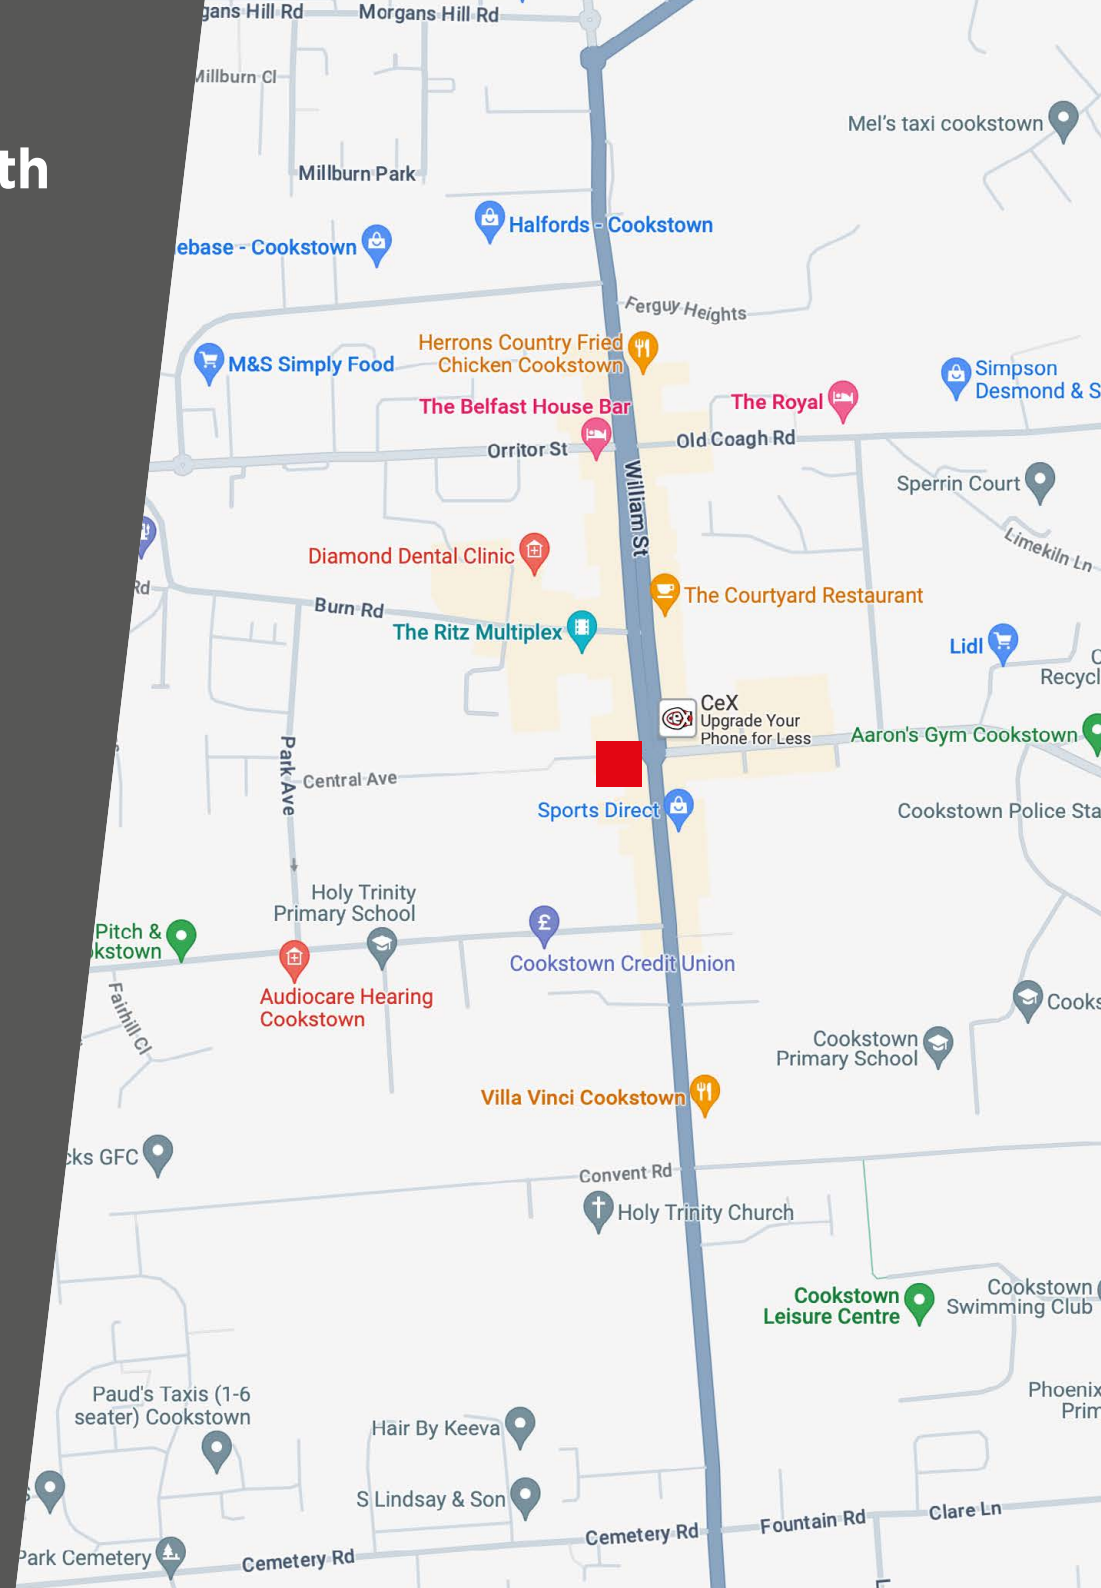 gans Hill Rd
Morgans Hill Rd
Millburn Cl
Mel's taxi cookstown
th
Millburn Park
Halfords - Cookstown
ebase - Cookstown
Ferguy Heights
Herrons Country Fried
Chicken Cookstown
M&S Simply Food
Simpson
Desmond & S
The Belfast House Bar
The Royal
Old Coagh Rd
Orritor St
William St
Sperrin Court
Limekiln Ln
Diamond Dental Clinic
Rd
Burn Rd
The Courtyard Restaurant
The Ritz Multiplex
Lidl
C
Recycl
CeX
Upgrade Your
Phone for Less
Aaron's Gym Cookstown
Park Ave
Central Ave
Sports Direct
Cookstown Police Sta
Holy Trinity
Primary School
Pitch &
okstown
£
Cookstown Credit Union
Audiocare Hearing
Cookstown
Fairhill Cl
Cooks
Cookstown
Primary School
Villa Vinci Cookstown
cks GFC
Convent Rd
Holy Trinity Church
Cookstown
Leisure Centre
Cookstown
Swimming Club
Paud's Taxis (1-6
seater) Cookstown
Phoenix
Prim
Hair By Keeva
S Lindsay & Son
Cemetery Rd
Fountain Rd
Clare Ln
Park Cemetery
Cemetery Rd
L